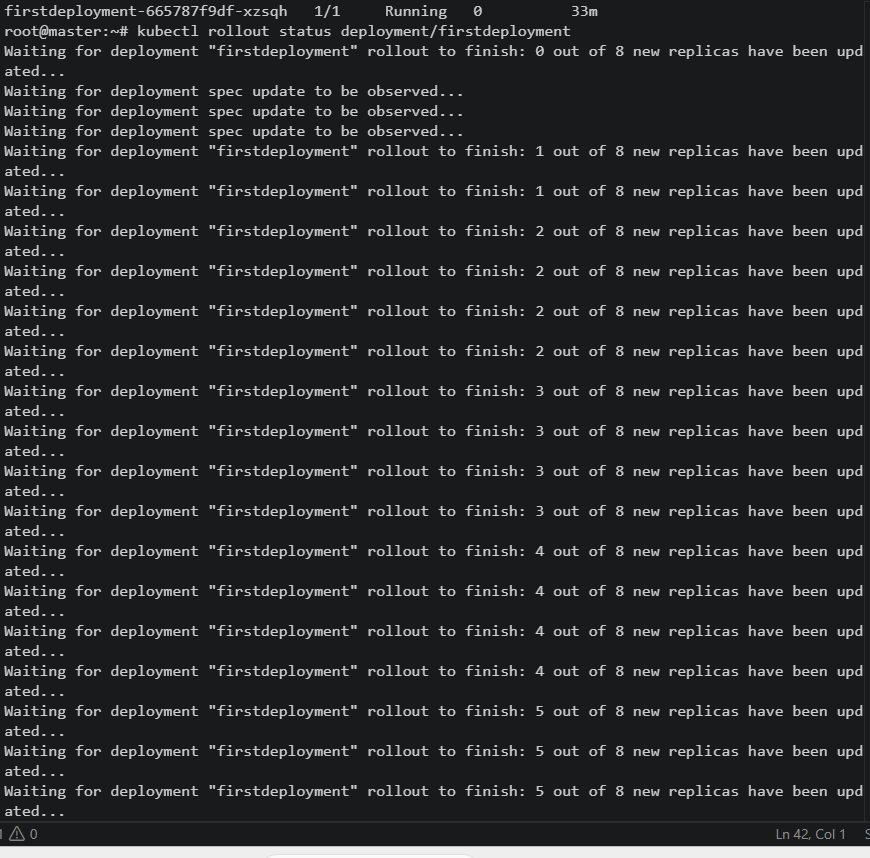 firstdeployment-665787f9df-xzsqh   1/1     Running   0          33m
root@master:~# kubectl rollout status deployment/firstdeployment
Waiting for deployment "firstdeployment" rollout to finish: 0 out of 8 new replicas have been upd
ated...
Waiting for deployment spec update to be observed...
Waiting for deployment spec update to be observed...
Waiting for deployment spec update to be observed...
Waiting for deployment "firstdeployment" rollout to finish: 1 out of 8 new replicas have been upd
ated...
Waiting for deployment "firstdeployment" rollout to finish: 1 out of 8 new replicas have been upd
ated...
Waiting for deployment "firstdeployment" rollout to finish: 2 out of 8 new replicas have been upd
ated...
Waiting for deployment "firstdeployment" rollout to finish: 2 out of 8 new replicas have been upd
ated...
Waiting for deployment "firstdeployment" rollout to finish: 2 out of 8 new replicas have been upd
ated...
Waiting for deployment "firstdeployment" rollout to finish: 2 out of 8 new replicas have been upd
ated...
Waiting for deployment "firstdeployment" rollout to finish: 3 out of 8 new replicas have been upd
ated...
Waiting for deployment "firstdeployment" rollout to finish: 3 out of 8 new replicas have been upd
ated...
Waiting for deployment "firstdeployment" rollout to finish: 3 out of 8 new replicas have been upd
ated...
Waiting for deployment "firstdeployment" rollout to finish: 3 out of 8 new replicas have been upd
ated...
Waiting for deployment "firstdeployment" rollout to finish: 4 out of 8 new replicas have been upd
ated...
Waiting for deployment "firstdeployment" rollout to finish: 4 out of 8 new replicas have been upd
ated...
Waiting for deployment "firstdeployment" rollout to finish: 4 out of 8 new replicas have been upd
ated...
Waiting for deployment "firstdeployment" rollout to finish: 4 out of 8 new replicas have been upd
ated...
Waiting for deployment "firstdeployment" rollout to finish: 5 out of 8 new replicas have been upd
ated...
Waiting for deployment "firstdeployment" rollout to finish: 5 out of 8 new replicas have been upd
ated...
Waiting for deployment "firstdeployment" rollout to finish: 5 out of 8 new replicas have been upd
ated...
0 Ln 42, Col 1